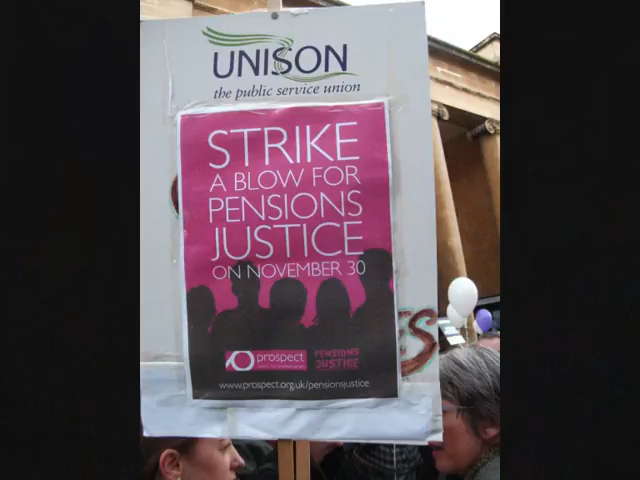 UNISON
the public service union
STRIKE
A BLOW FOR
PENSIONS
JUSTICE
ON NOVEMBER 30
prospect
PENSIONS
JUSTICE
www.prospect.org.uk/pensionsjustice
ES